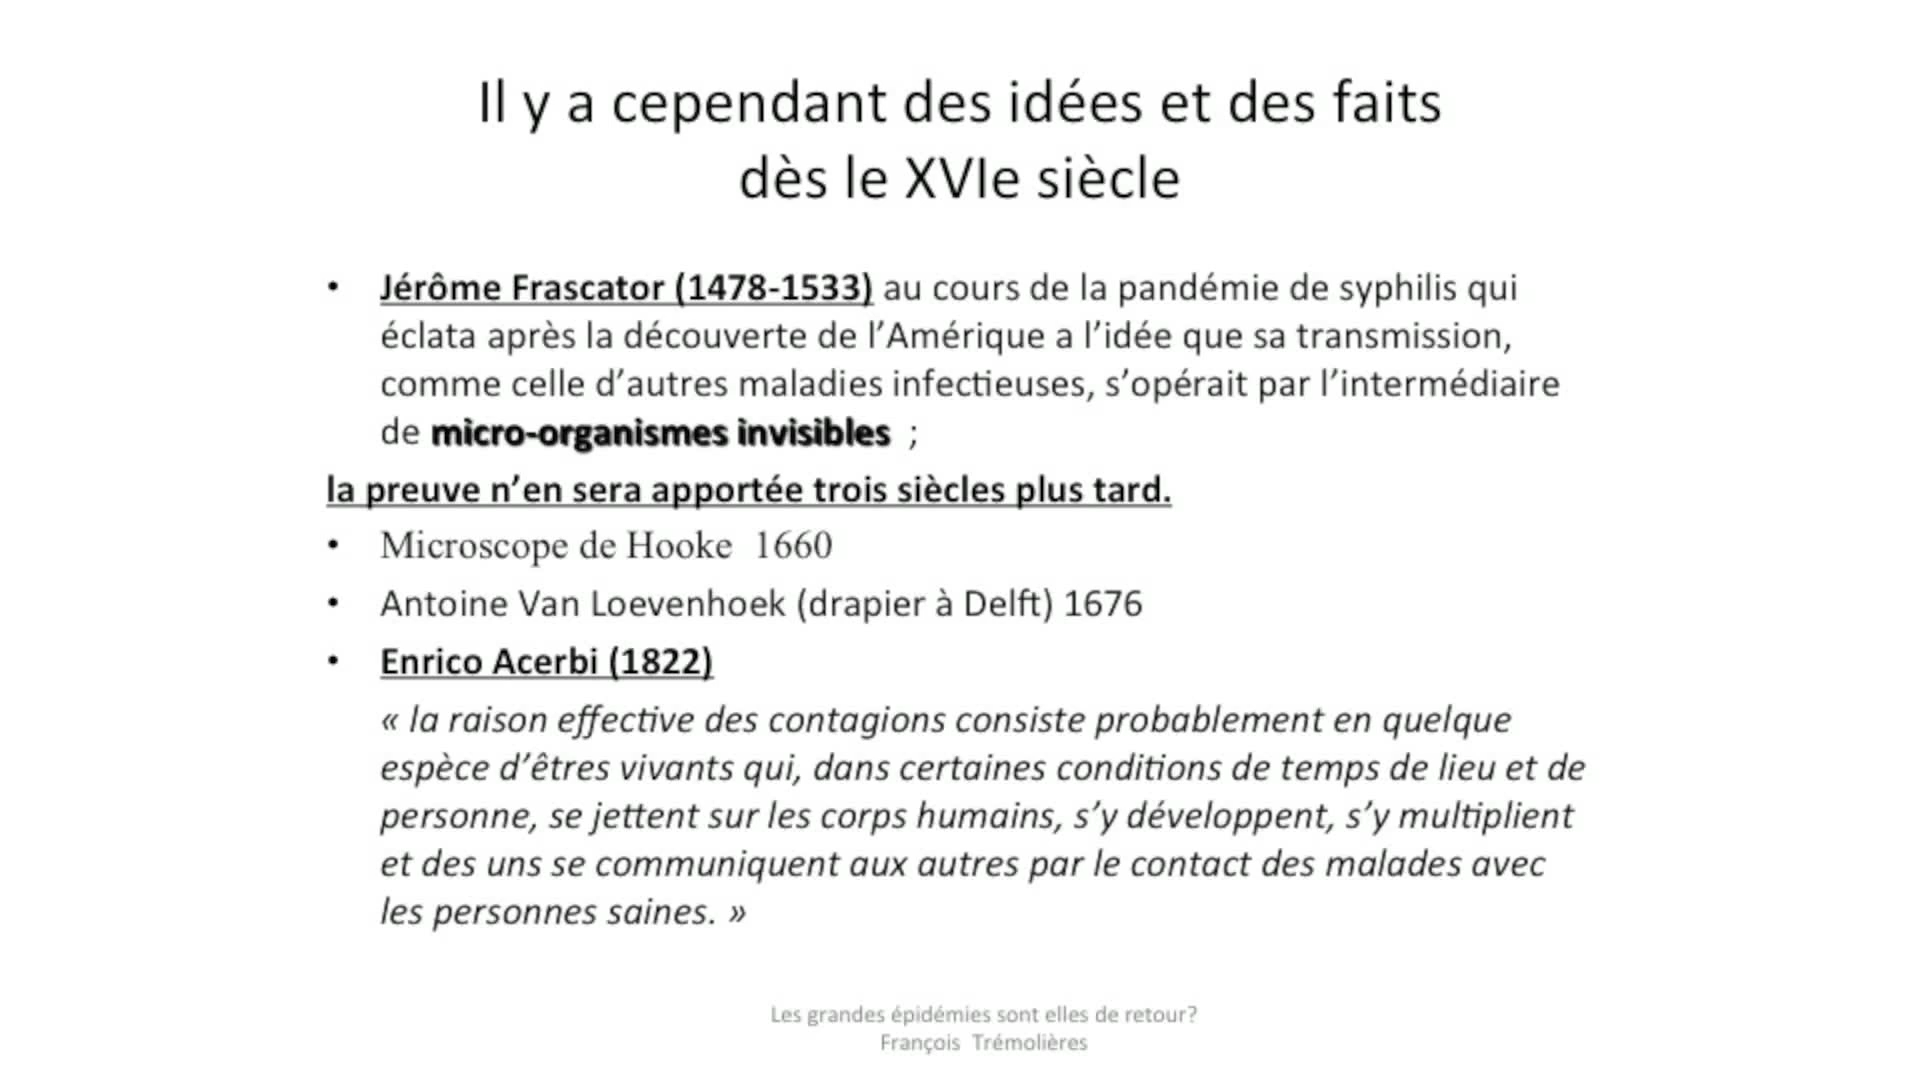 Il y a cependant des idées et des faits
dès le XVIe siècle
• Jérôme Frascator (1478-1533) au cours de la pandémie de syphilis qui
éclata après la découverte de l’Amérique a l’idée que sa transmission,
comme celle d’autres maladies infectieuses, s’opérait par l’intermédiaire
de micro-organismes invisibles ;
la preuve n’en sera apportée trois siècles plus tard.
• Microscope de Hooke 1660
• Antoine Van Loevenhoek (drapier à Delft) 1676
• Enrico Acerbi (1822)
« la raison effective des contagions consiste probablement en quelque
espèce d’êtres vivants qui, dans certaines conditions de temps de lieu et de
personne, se jettent sur les corps humains, s’y développent, s’y multiplient
et des uns se communiquent aux autres par le contact des malades avec
les personnes saines. »
Les grandes épidémies sont elles de retour?
François Trémolières